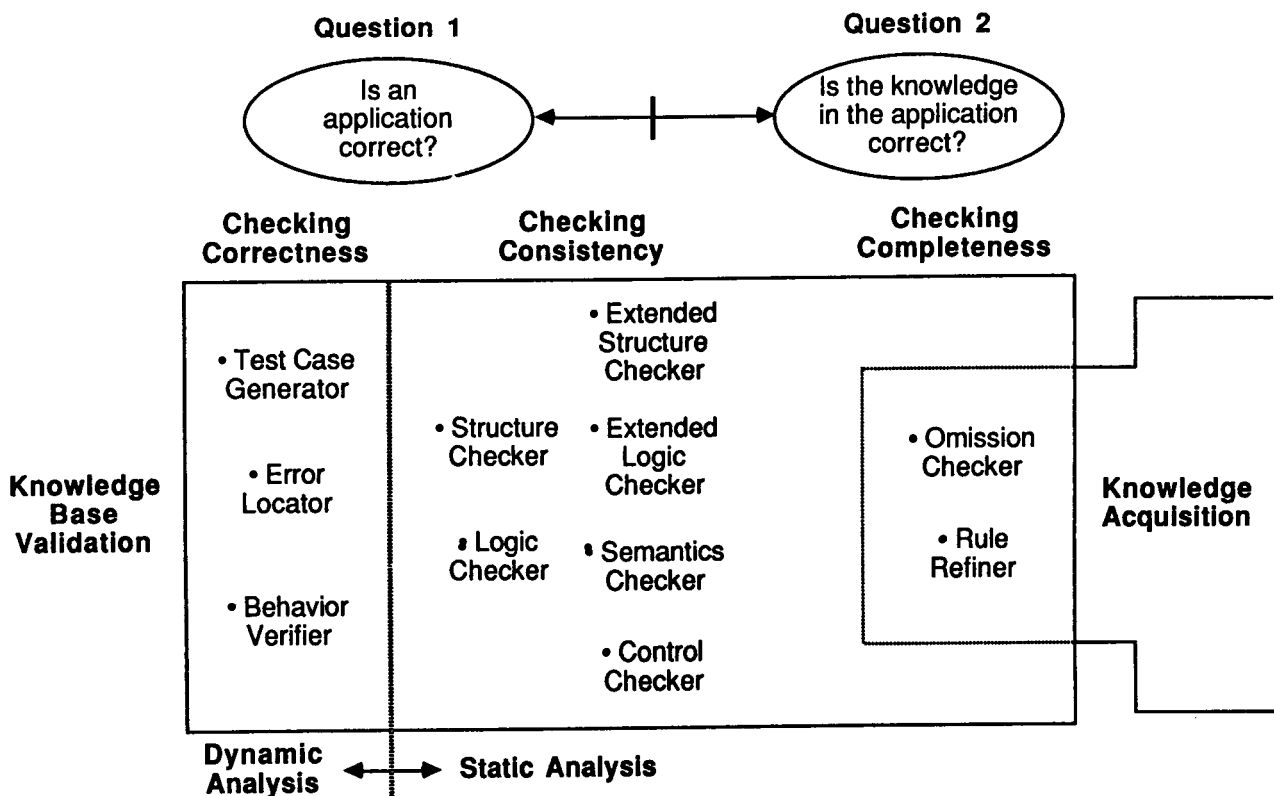 Question 1
Question 2
Is an
application
correct?
Is the knowledge
in the application
correct?
Checking
Correctness
Checking
Consistency
Checking
Completeness
Knowledge
Base
Validation
• Test Case
Generator
• Error
Locator
• Behavior
Verifier
• Structure
Checker
• Logic
Checker
• Extended
Structure
Checker
• Extended
Logic
Checker
• Semantics
Checker
• Control
Checker
• Omission
Checker
• Rule
Refiner
Knowledge
Acquisition
Dynamic
Analysis
Static Analysis